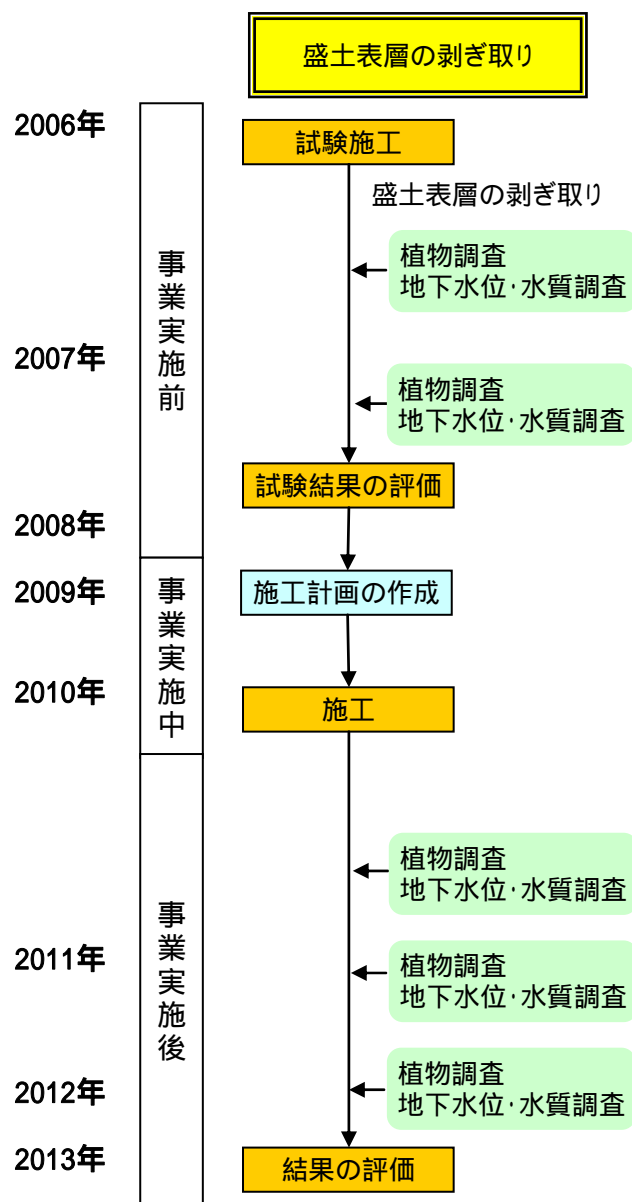 盛土表層の剥ぎ取り
2006年
試験施工
盛土表層の剥ぎ取り
植物調査
地下水位・水質調査
事業実施前
2007年
植物調査
地下水位・水質調査
試験結果の評価
2008年
2009年
施工計画の作成
事業実施中
2010年
施工
植物調査
地下水位・水質調査
事業実施後
2011年
植物調査
地下水位・水質調査
2012年
植物調査
地下水位・水質調査
2013年
結果の評価